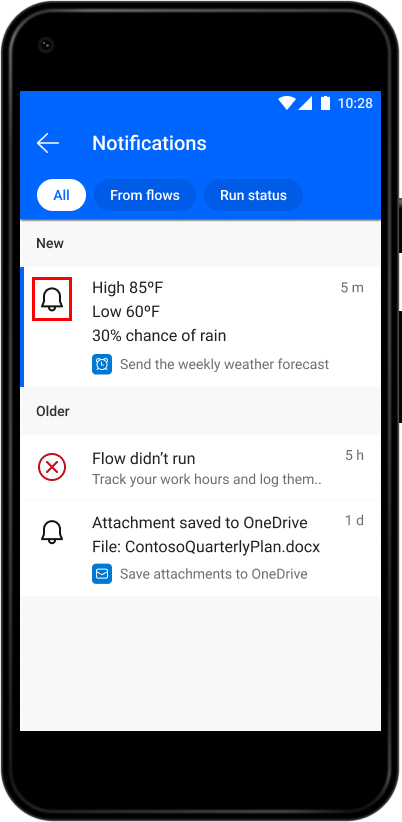 10:28
Notifications
All From flows Run status
New
High 85ºF 5 m
Low 60ºF
30% chance of rain
Send the weekly weather forecast
Older
Flow didn’t run 5 h
Track your work hours and log them..
Attachment saved to OneDrive 1 d
File: ContosoQuarterlyPlan.docx
Save attachments to OneDrive